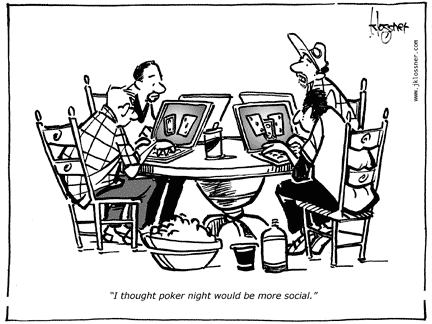 jklossner
www.jklossner.com
"I thought poker night would be more social."